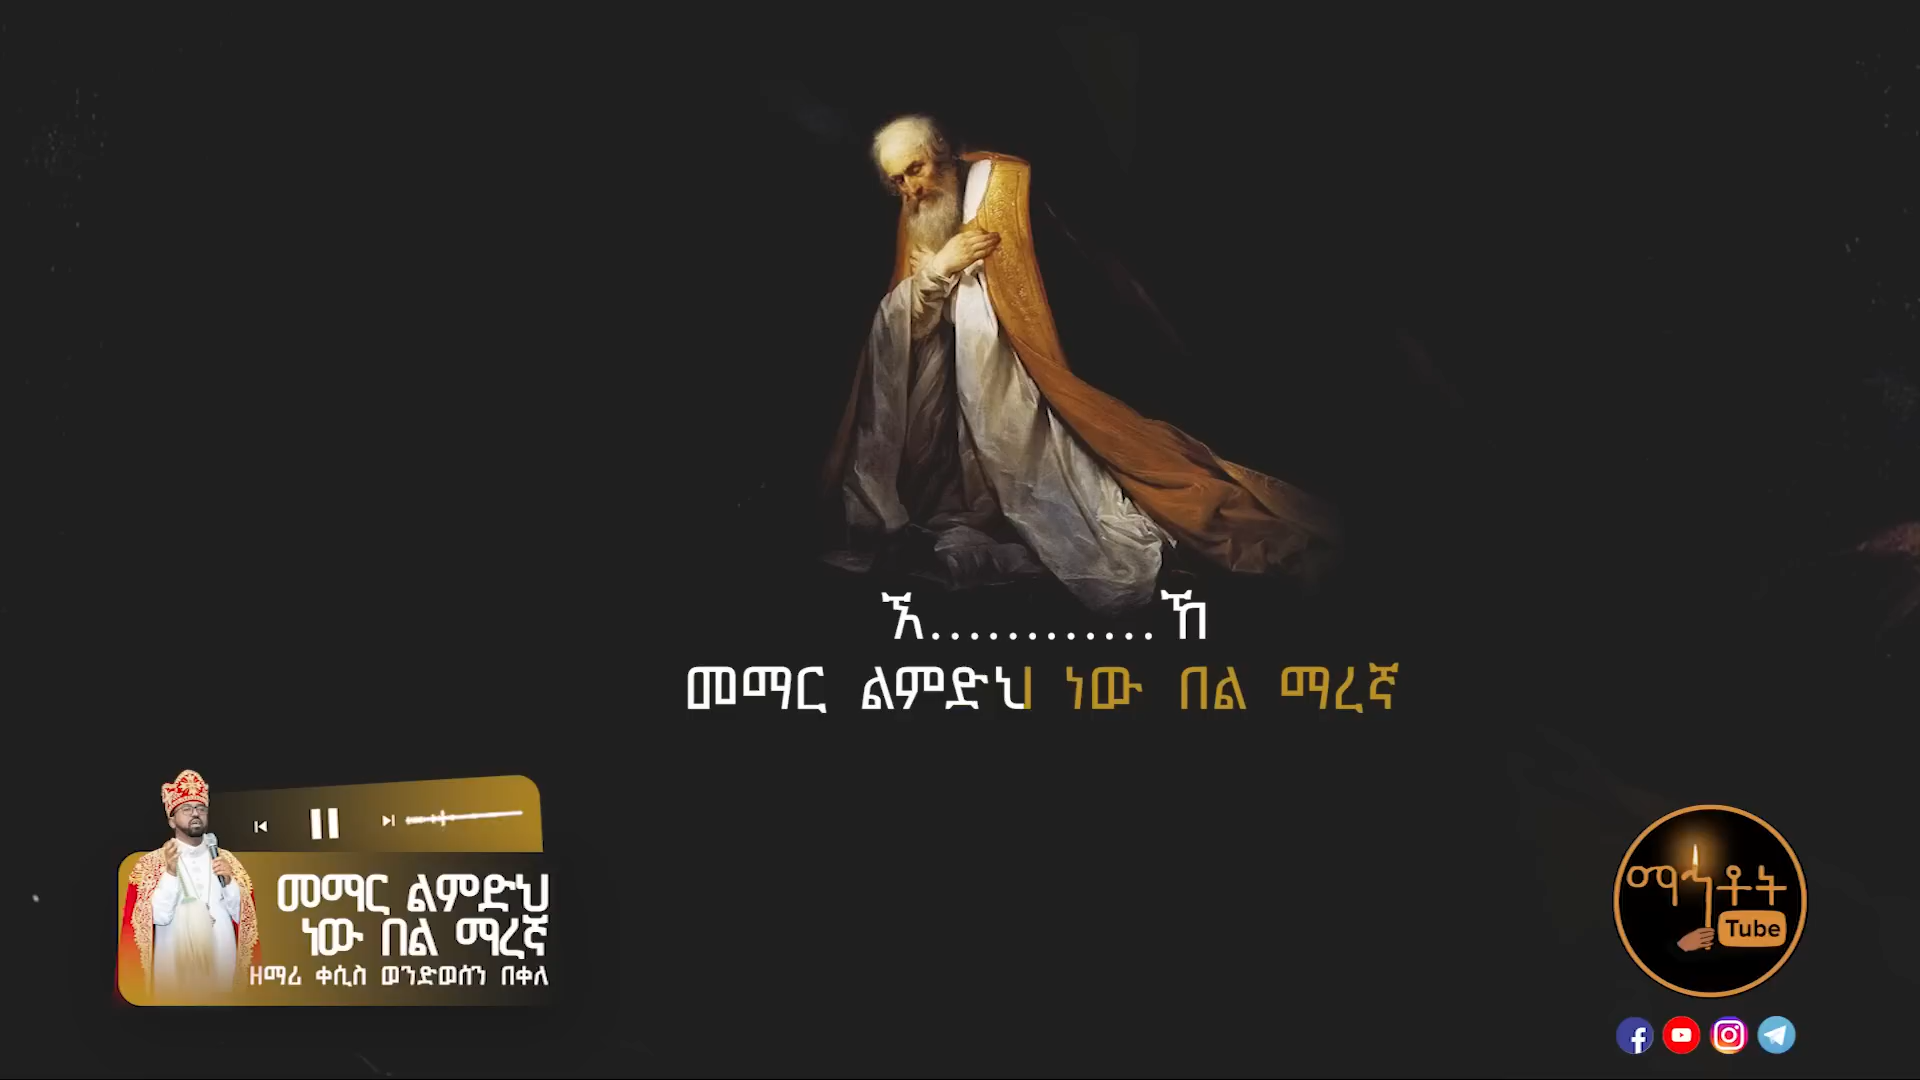 ኧ............ኸ
መማር ልምድህ ነው በል ማረኛ
መማር ልምድህ
ነው በል ማረኛ
ዘማሪ ቀሲስ ወንድወሰን በቀለ
ማኅቶት
Tube